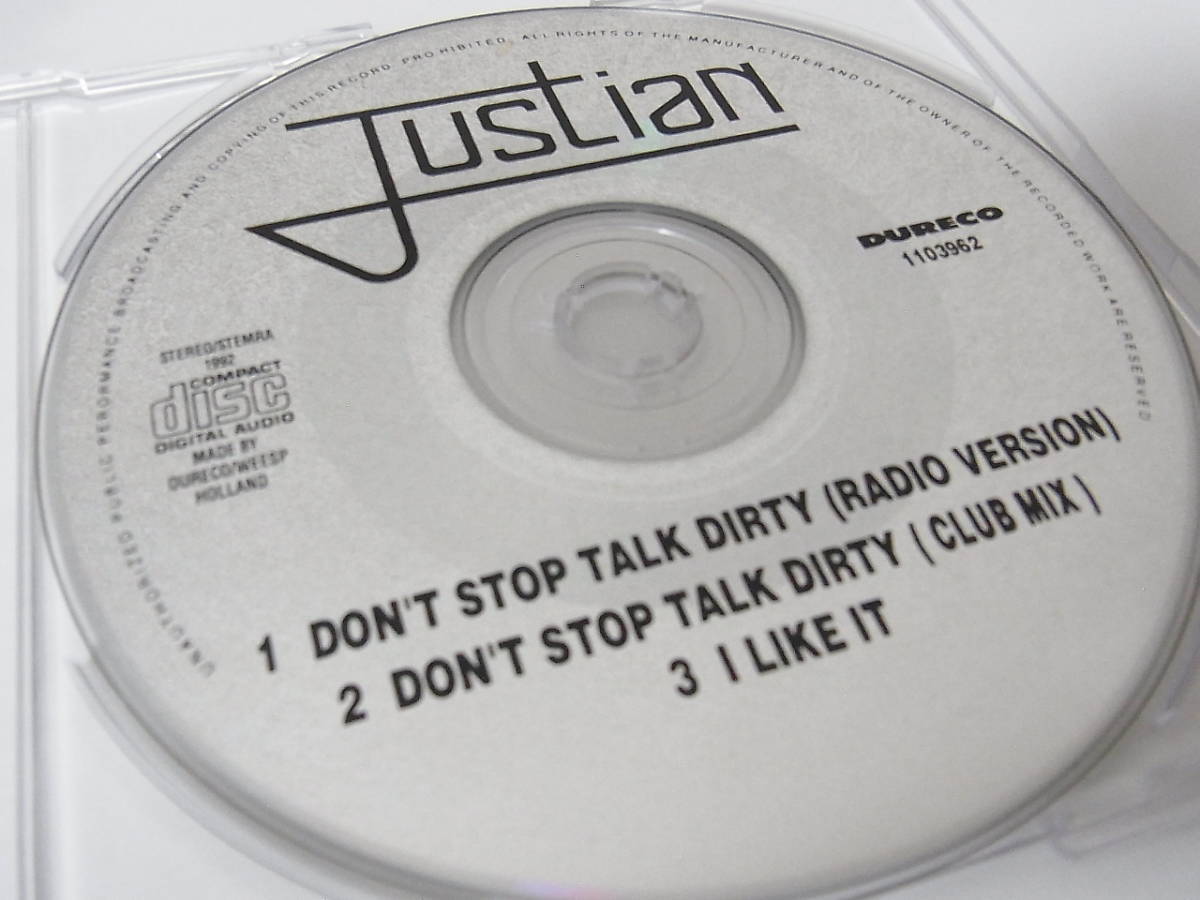 UNAUTHORIZED PUBLIC PERORMANCE BROADCASTING AND COPYING OF THIS RECORD PROHIBITED. ALL RIGHTS OF THE MANUFACTURER AND OF THE OWNER OF THE RECORDED WORK ARE RESERVED
Justian
DURECO
1103962
STEREO/STEMRA
1992
COMPACT
disc
DIGITAL AUDIO
MADE BY
DURECO/WEESP
HOLLAND
1 DON'T STOP TALK DIRTY (RADIO VERSION)
2 DON'T STOP TALK DIRTY ( CLUB MIX )
3 I LIKE IT